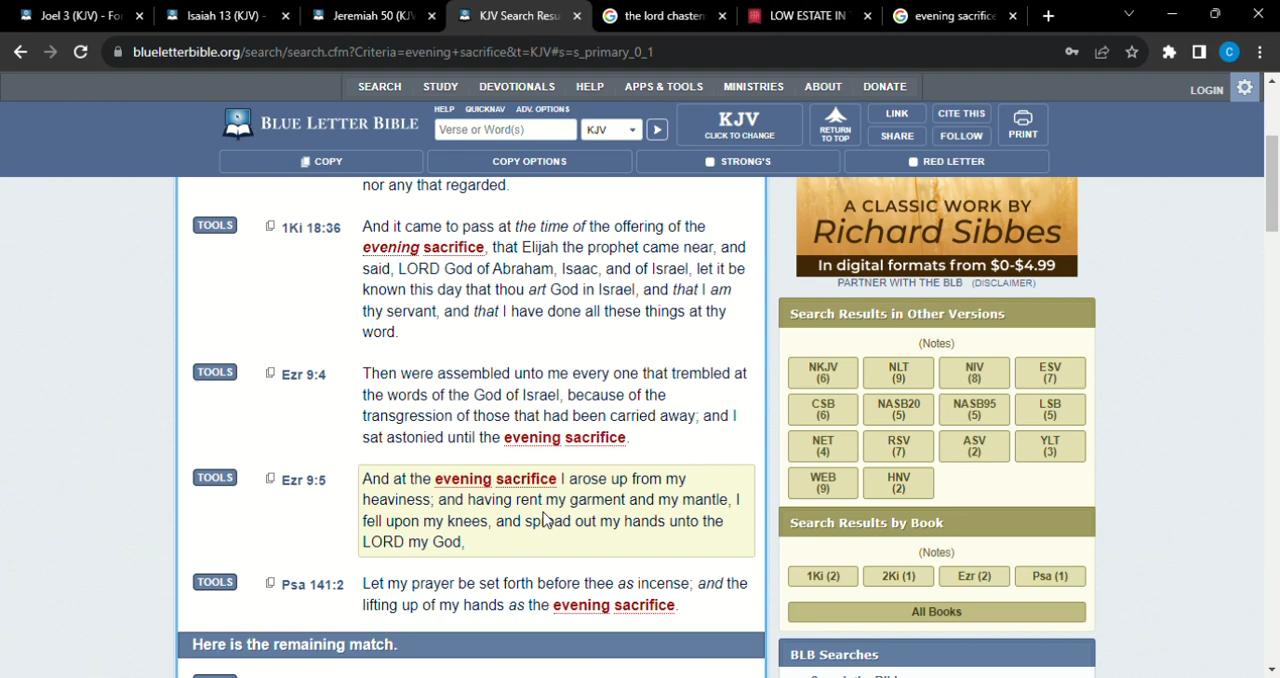 Joel 3 (KJV) - Fo
Isaiah 13 (KJV) -
Jeremiah 50 (KJV
KJV Search Resu
the lord chasten
LOW ESTATE IN
evening sacrifice
blueletterbible.org/search/search.cfm?Criteria=evening+sacrifice&t=KJV#s=s_primary_0_1
C
SEARCH STUDY DEVOTIONALS HELP APPS & TOOLS MINISTRIES ABOUT DONATE LOGIN
BLUE LETTER BIBLE
HELP QUICKNAV ADV. OPTIONS
Verse or Word(s) KJV
KJV
CLICK TO CHANGE
RETURN
TO TOP
LINK CITE THIS
SHARE FOLLOW
PRINT
COPY COPY OPTIONS STRONG'S RED LETTER
nor any that regarded.
TOOLS 1Ki 18:36 And it came to pass at the time of the offering of the
evening sacrifice, that Elijah the prophet came near, and
said, LORD God of Abraham, Isaac, and of Israel, let it be
known this day that thou art God in Israel, and that I am
thy servant, and that I have done all these things at thy
word.
TOOLS Ezr 9:4 Then were assembled unto me every one that trembled at
the words of the God of Israel, because of the
transgression of those that had been carried away; and I
sat astonied until the evening sacrifice.
TOOLS Ezr 9:5 And at the evening sacrifice I arose up from my
heaviness; and having rent my garment and my mantle, I
fell upon my knees, and spread out my hands unto the
LORD my God,
TOOLS Psa 141:2 Let my prayer be set forth before thee as incense; and the
lifting up of my hands as the evening sacrifice.
Here is the remaining match.
A CLASSIC WORK BY
Richard Sibbes
In digital formats from $0-$4.99
PARTNER WITH THE BLB (DISCLAIMER)
Search Results in Other Versions
(Notes)
NKJV NLT NIV ESV
(6) (9) (8) (7)
CSB NASB20 NASB95 LSB
(6) (5) (5) (5)
NET RSV ASV YLT
(4) (7) (2) (3)
WEB HNV
(9) (2)
Search Results by Book
(Notes)
1Ki (2) 2Ki (1) Ezr (2) Psa (1)
All Books
BLB Searches